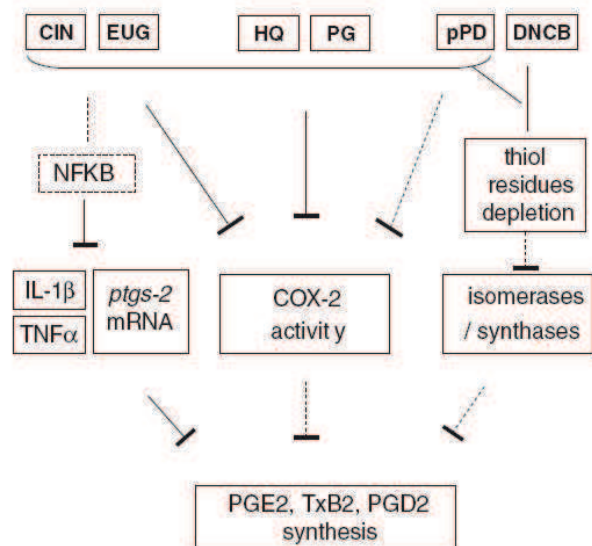 CIN EUG HQ PG pPD DNCB
NFKB
thiol
residues
depletion
IL-1β
TNFα
ptgs-2
mRNA
COX-2
activity
isomerases
/ synthases
PGE2, TxB2, PGD2
synthesis